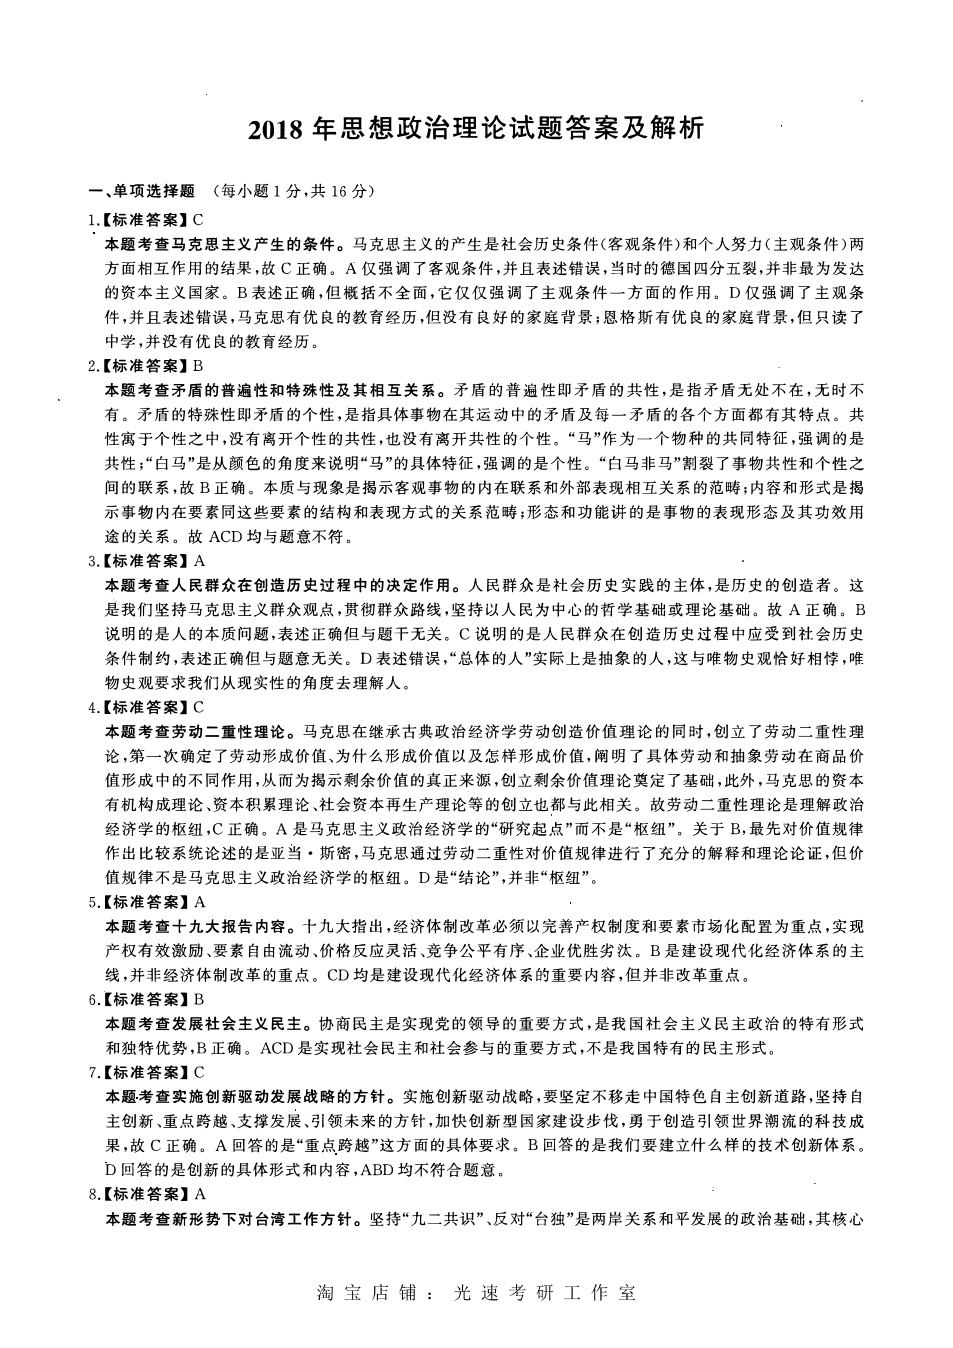 2018 年思想政治理论试题答案及解析
一、单项选择题 (每小题 1 分,共 16 分)
1.【标准答案】C
本题考查马克思主义产生的条件。马克思主义的产生是社会历史条件(客观条件)和个人努力(主观条件)两
方面相互作用的结果,故 C 正确。A 仅强调了客观条件,并且表述错误,当时的德国四分五裂,并非最为发达
的资本主义国家。B 表述正确,但概括不全面,它仅仅强调了主观条件一方面的作用。D 仅强调了主观条
件,并且表述错误,马克思有优良的教育经历,但没有良好的家庭背景;恩格斯有优良的家庭背景,但只读了
中学,并没有优良的教育经历。
2.【标准答案】B
本题考查矛盾的普遍性和特殊性及其相互关系。矛盾的普遍性即矛盾的共性,是指矛盾无处不在,无时不
有。矛盾的特殊性即矛盾的个性,是指具体事物在其运动中的矛盾及每一矛盾的各个方面都有其特点。共
性寓于个性之中,没有离开个性的共性,也没有离开共性的个性。“马”作为一个物种的共同特征,强调的是
共性;“白马”是从颜色的角度来说明“马”的具体特征,强调的是个性。“白马非马”割裂了事物共性和个性之
间的联系,故 B 正确。本质与现象是揭示客观事物的内在联系和外部表现相互关系的范畴;内容和形式是揭
示事物内在要素同这些要素的结构和表现方式的关系范畴;形态和功能讲的是事物的表现形态及其功效用
途的关系。故 ACD 均与题意不符。
3.【标准答案】A
本题考查人民群众在创造历史过程中的决定作用。人民群众是社会历史实践的主体,是历史的创造者。这
是我们坚持马克思主义群众观点,贯彻群众路线,坚持以人民为中心的哲学基础或理论基础。故 A 正确。B
说明的是人的本质问题,表述正确但与题干无关。C 说明的是人民群众在创造历史过程中应受到社会历史
条件制约,表述正确但与题意无关。D 表述错误,“总体的人”实际上是抽象的人,这与唯物史观恰好相悖,唯
物史观要求我们从现实性的角度去理解人。
4.【标准答案】C
本题考查劳动二重性理论。马克思在继承古典政治经济学劳动创造价值理论的同时,创立了劳动二重性理
论,第一次确定了劳动形成价值、为什么形成价值以及怎样形成价值,阐明了具体劳动和抽象劳动在商品价
值形成中的不同作用,从而为揭示剩余价值的真正来源,创立剩余价值理论奠定了基础,此外,马克思的资本
有机构成理论、资本积累理论、社会资本再生产理论等的创立也都与此相关。故劳动二重性理论是理解政治
经济学的枢纽,C 正确。A 是马克思主义政治经济学的“研究起点”而不是“枢纽”。关于 B,最先对价值规律
作出比较系统论述的是亚当·斯密,马克思通过劳动二重性对价值规律进行了充分的解释和理论论证,但价
值规律不是马克思主义政治经济学的枢纽。D 是“结论”,并非“枢纽”。
5.【标准答案】A
本题考查十九大报告内容。十九大指出,经济体制改革必须以完善产权制度和要素市场化配置为重点,实现
产权有效激励、要素自由流动、价格反应灵活、竞争公平有序、企业优胜劣汰。B 是建设现代化经济体系的主
线,并非经济体制改革的重点。CD 均是建设现代化经济体系的重要内容,但并非改革重点。
6.【标准答案】B
本题考查发展社会主义民主。协商民主是实现党的领导的重要方式,是我国社会主义民主政治的特有形式
和独特优势,B 正确。ACD 是实现社会民主和社会参与的重要方式,不是我国特有的民主形式。
7.【标准答案】C
本题考查实施创新驱动发展战略的方针。实施创新驱动战略,要坚定不移走中国特色自主创新道路,坚持自
主创新、重点跨越、支撑发展、引领未来的方针,加快创新型国家建设步伐,勇于创造引领世界潮流的科技成
果,故 C 正确。A 回答的是“重点跨越”这方面的具体要求。B 回答的是我们要建立什么样的技术创新体系。
D 回答的是创新的具体形式和内容,ABD 均不符合题意。
8.【标准答案】A
本题考查新形势下对台湾工作方针。坚持“九二共识”、反对“台独”是两岸关系和平发展的政治基础,其核心
淘宝店铺：光速考研工作室